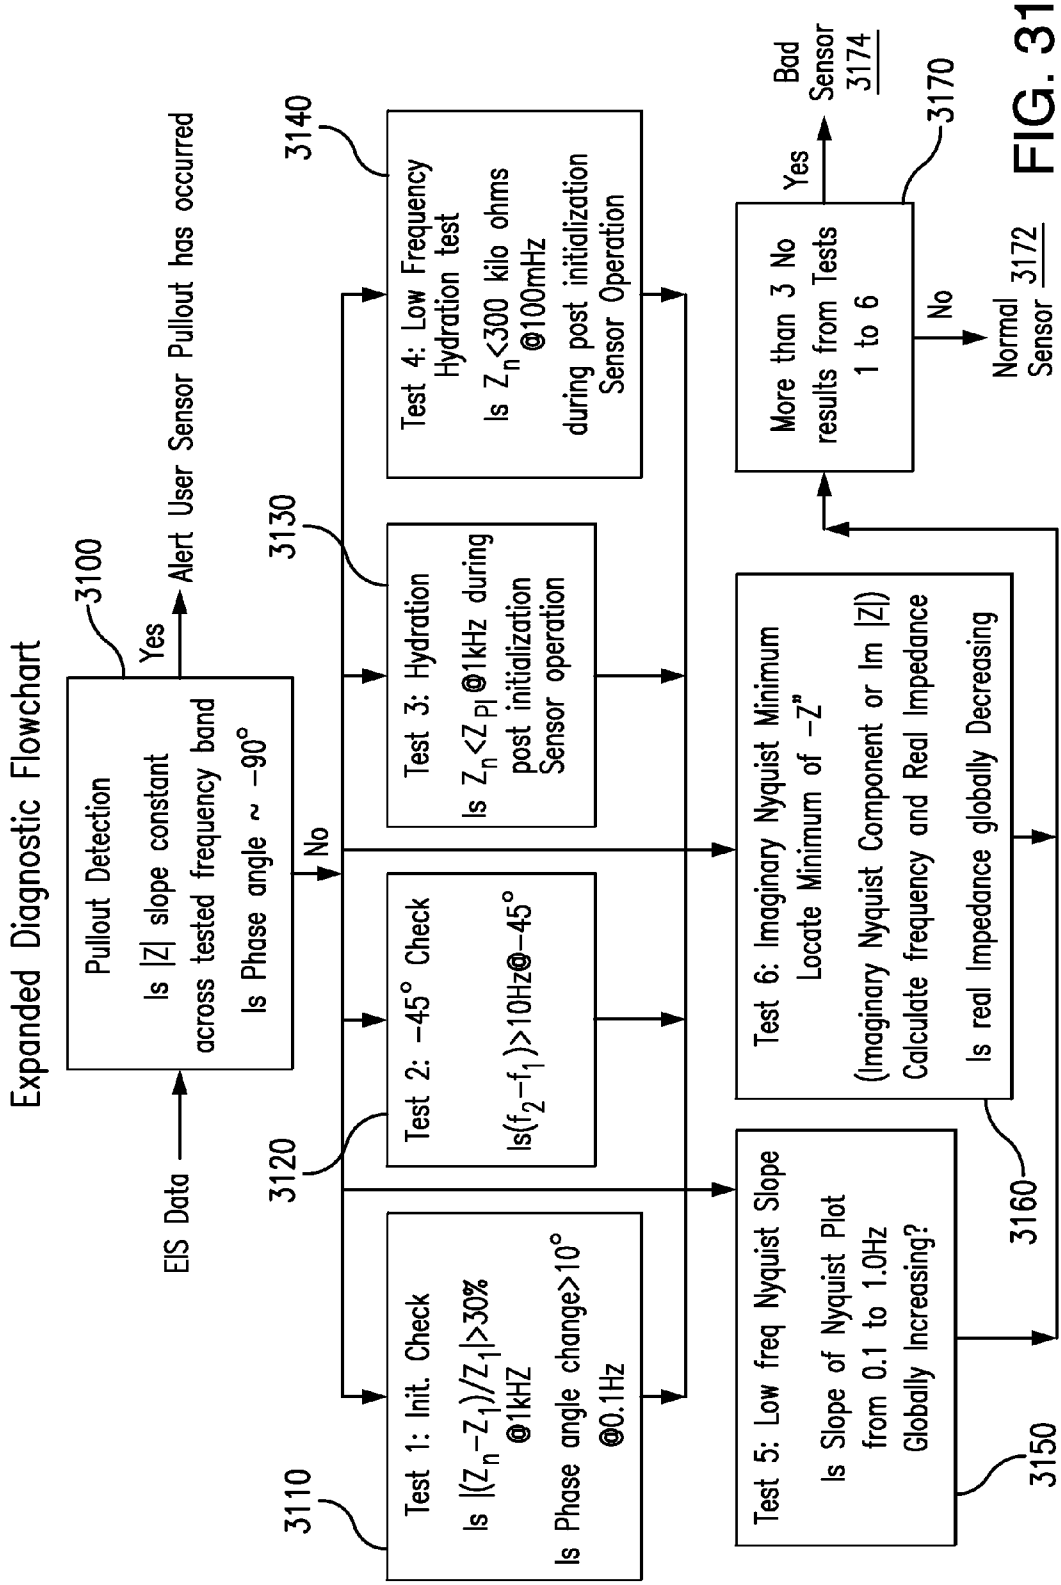 Expanded Diagnostic Flowchart
EIS Data
Pullout Detection
Is |Z| slope constant
across tested frequency band
Is Phase angle ~ -90°
3100
Yes
Alert User Sensor Pullout has occurred
No
3110
Test 1: Init. Check
Is |(Zn-Z1)/Z1|>30%
@1kHZ
Is Phase angle change>10°
@0.1Hz
3120
Test 2: -45° Check
Is(f2-f1)>10Hz@-45°
3130
Test 3: Hydration
Is Zn<ZPI @1kHz during
post initialization
Sensor operation
3140
Test 4: Low Frequency
Hydration test
Is Zn<300 kilo ohms
@100mHz
during post initialization
Sensor Operation
Test 5: Low freq Nyquist Slope
Is Slope of Nyquist Plot
from 0.1 to 1.0Hz
Globally Increasing?
3150
Test 6: Imaginary Nyquist Minimum
Locate Minimum of -Z"
(Imaginary Nyquist Component or Im |Z|)
Calculate frequency and Real Impedance
Is real Impedance globally Decreasing
3160
More than 3 No
results from Tests
1 to 6
3170
Yes
Bad
Sensor
3174
No
Normal
Sensor 3172
FIG. 31